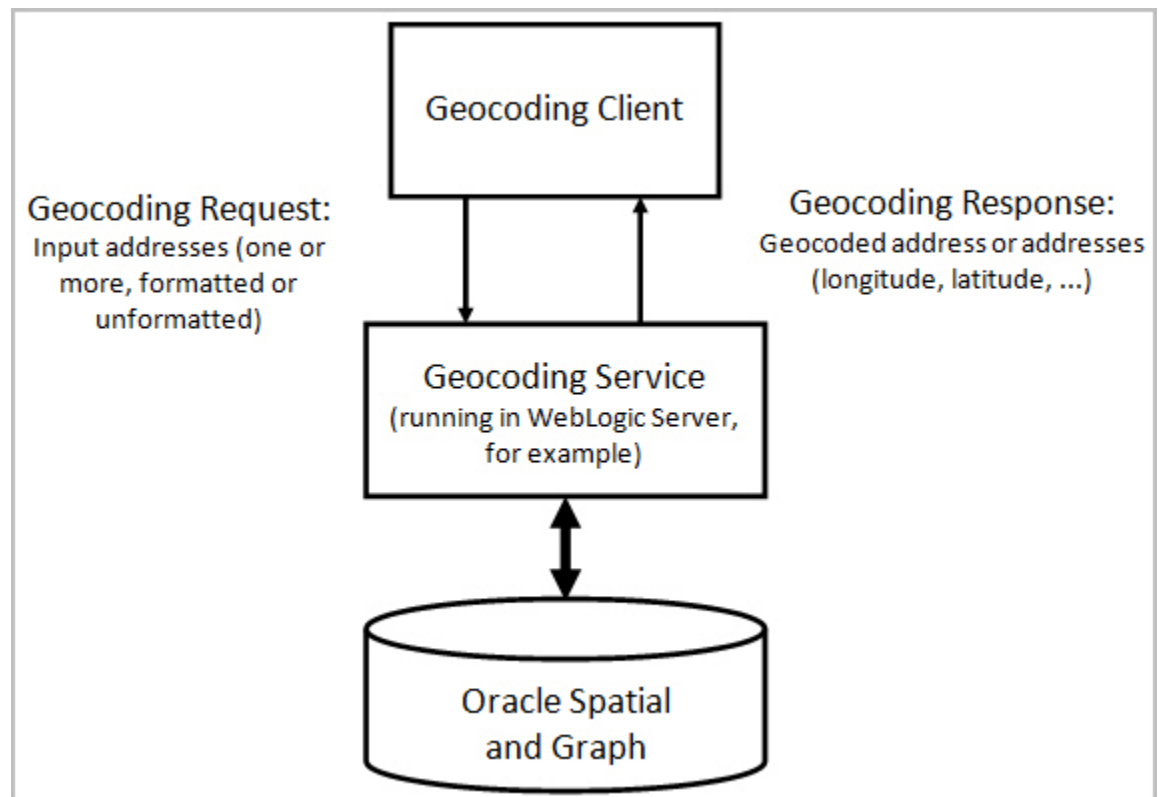 Geocoding Client
Geocoding Request:
Input addresses (one or
more, formatted or
unformatted)
Geocoding Response:
Geocoded address or addresses
(longitude, latitude, ...)
Geocoding Service
(running in WebLogic Server,
for example)
Oracle Spatial
and Graph